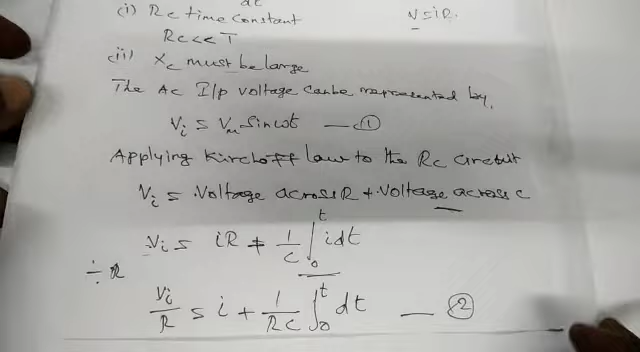 dt
(i) Rc time constant V = iR.
Rc << T
(ii) Xc must be large
The Ac I/p voltage can be represented by,
Vi = Vm Sin ωt — ①
Applying Kirchoff law to the Rc circuit
Vi = Voltage across R + Voltage across c
Vi = iR + 1/C ∫₀ᵗ i dt
÷ R
Vi/R = i + 1/RC ∫₀ᵗ dt — ②